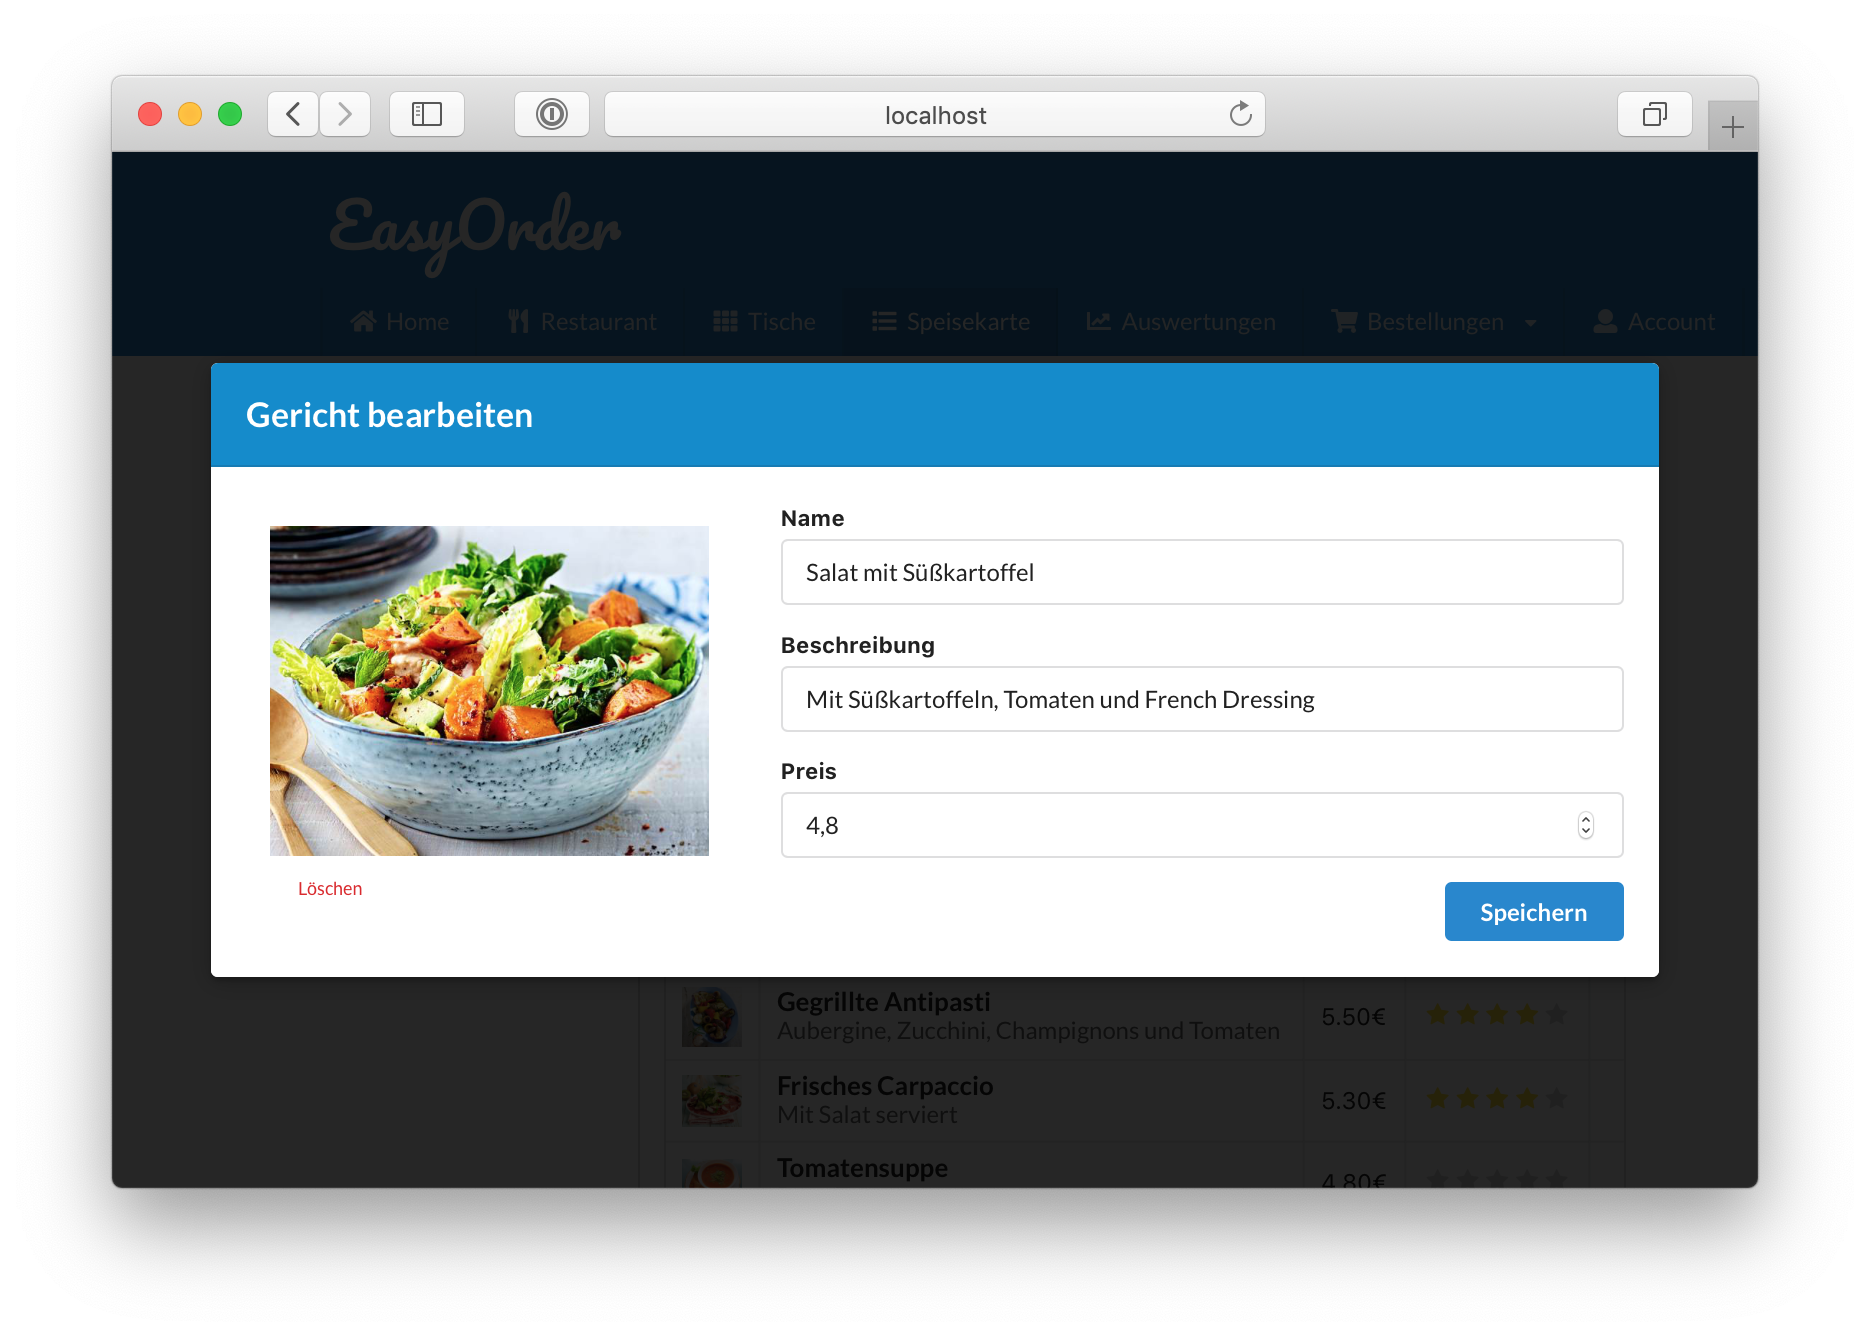 localhost
EasyOrder
Home Restaurant Tische Speisekarte Auswertungen Bestellungen Account
Gericht bearbeiten
Name
Salat mit Süßkartoffel
Beschreibung
Mit Süßkartoffeln, Tomaten und French Dressing
Preis
4,8
Löschen
Speichern
Gegrillte Antipasti
Aubergine, Zucchini, Champignons und Tomaten
5.50€
Frisches Carpaccio
Mit Salat serviert
5.30€
Tomatensuppe
4.80€